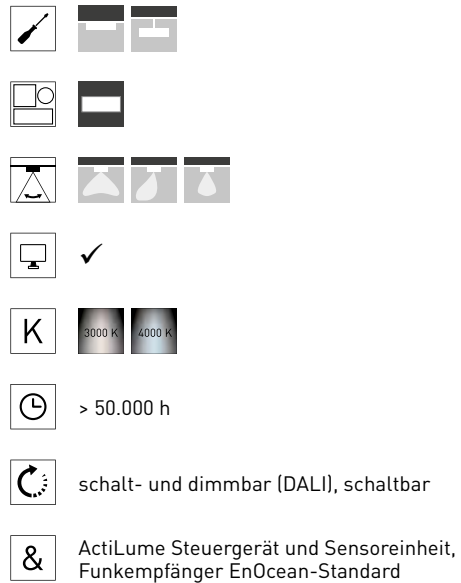 K
3000 K 4000 K
> 50.000 h
schalt- und dimmbar (DALI), schaltbar
&
ActiLume Steuergerät und Sensoreinheit,
Funkempfänger EnOcean-Standard